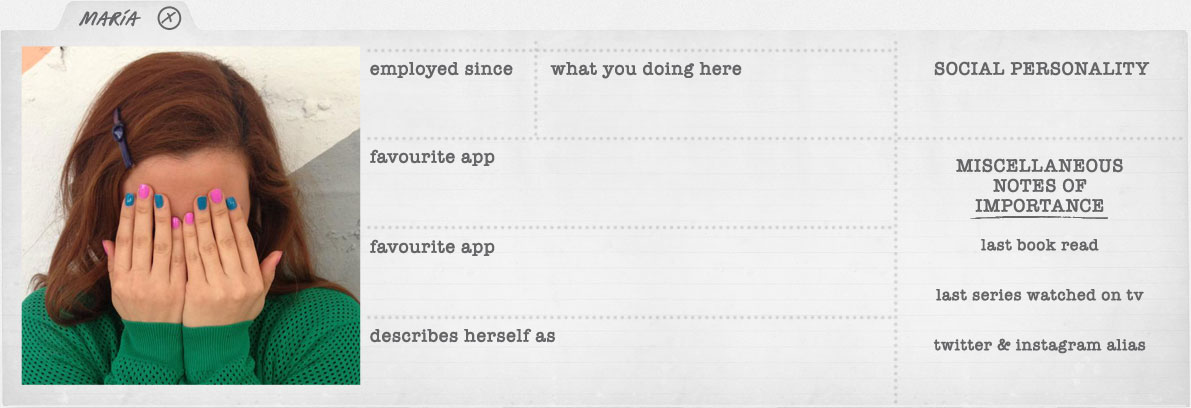 MARÍA X
employed since
what you doing here
SOCIAL PERSONALITY
favourite app
favourite app
describes herself as
MISCELLANEOUS
NOTES OF
IMPORTANCE
last book read
last series watched on tv
twitter & instagram alias